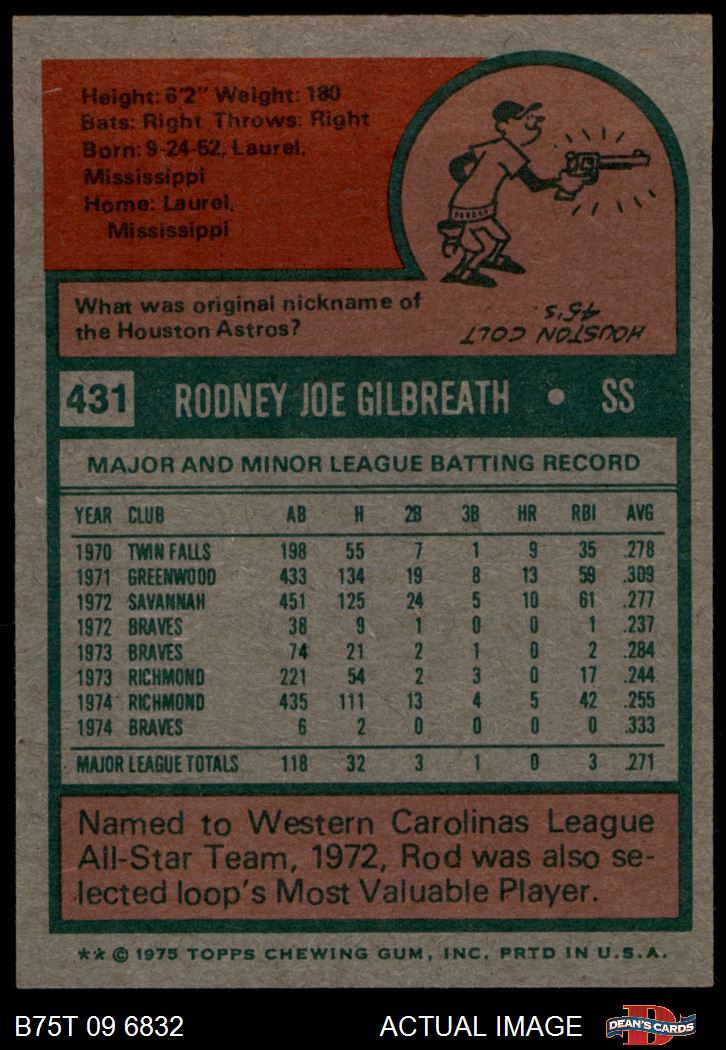 Height: 6'2" Weight: 180
Bats: Right Throws: Right
Born: 9-24-52, Laurel,
Mississippi
Home: Laurel,
Mississippi
What was original nickname of
the Houston Astros?
HOUSTON COLT
45's.
431 RODNEY JOE GILBREATH • SS
MAJOR AND MINOR LEAGUE BATTING RECORD
YEAR CLUB AB H 2B 3B HR RBI AVG
1970 TWIN FALLS 198 55 7 1 9 35 .278
1971 GREENWOOD 433 134 19 8 13 59 .309
1972 SAVANNAH 451 125 24 5 10 61 .277
1972 BRAVES 38 9 1 0 0 1 .237
1973 BRAVES 74 21 2 1 0 2 .284
1973 RICHMOND 221 54 2 3 0 17 .244
1974 RICHMOND 435 111 13 4 5 42 .255
1974 BRAVES 6 2 0 0 0 0 .333
MAJOR LEAGUE TOTALS 118 32 3 1 0 3 .271
Named to Western Carolinas League
All-Star Team, 1972, Rod was also se-
lected loop's Most Valuable Player.
** © 1975 TOPPS CHEWING GUM, INC. PRTD IN U.S.A.
B75T 09 6832 ACTUAL IMAGE D DEAN'S CARDS